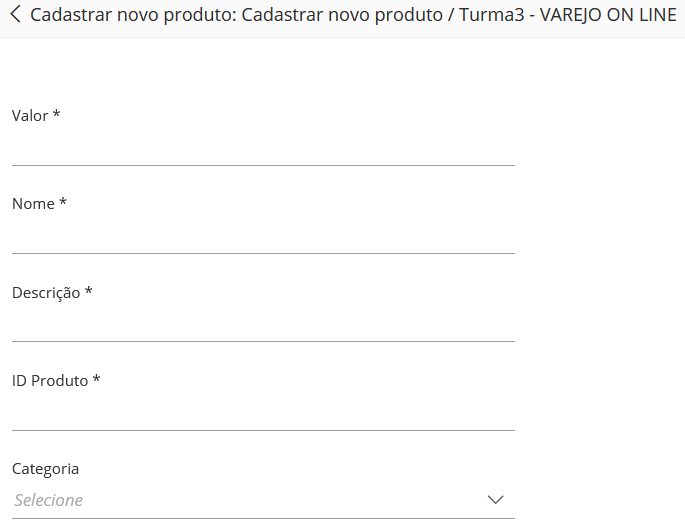 Cadastrar novo produto: Cadastrar novo produto / Turma3 - VAREJO ON LINE
Valor *
Nome *
Descrição *
ID Produto *
Categoria
Selecione